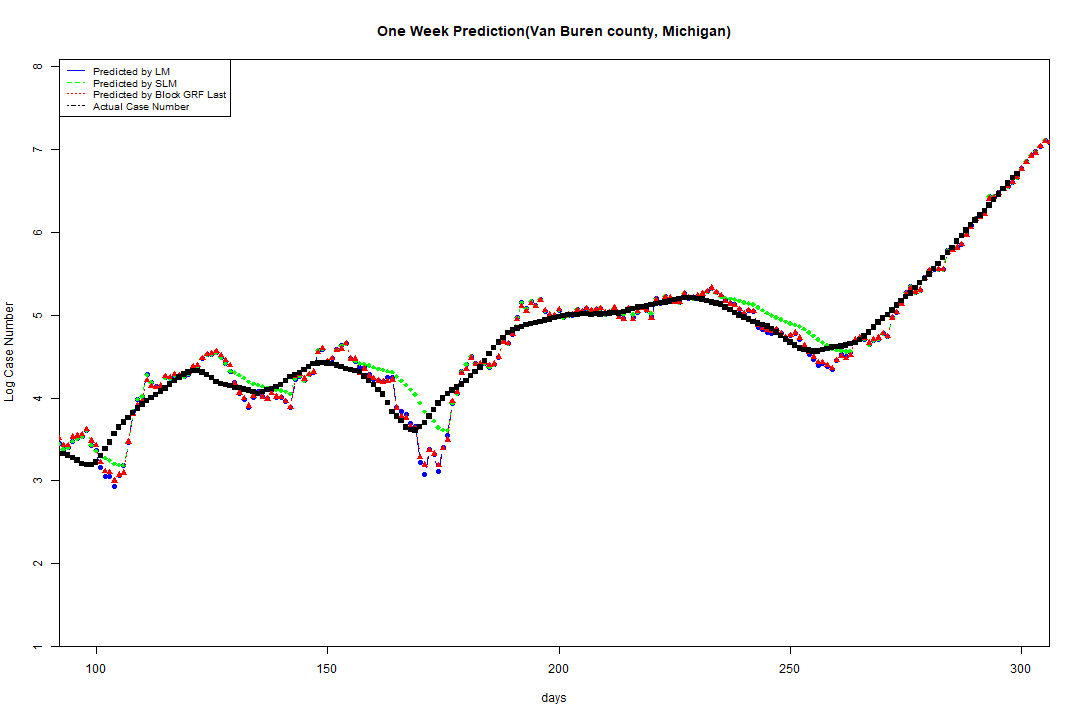 One Week Prediction(Van Buren county, Michigan)
Predicted by LM
Predicted by SLM
Predicted by Block GRF Last
Actual Case Number
Log Case Number
8
7
6
5
4
3
2
1
100 150 200 250 300
days